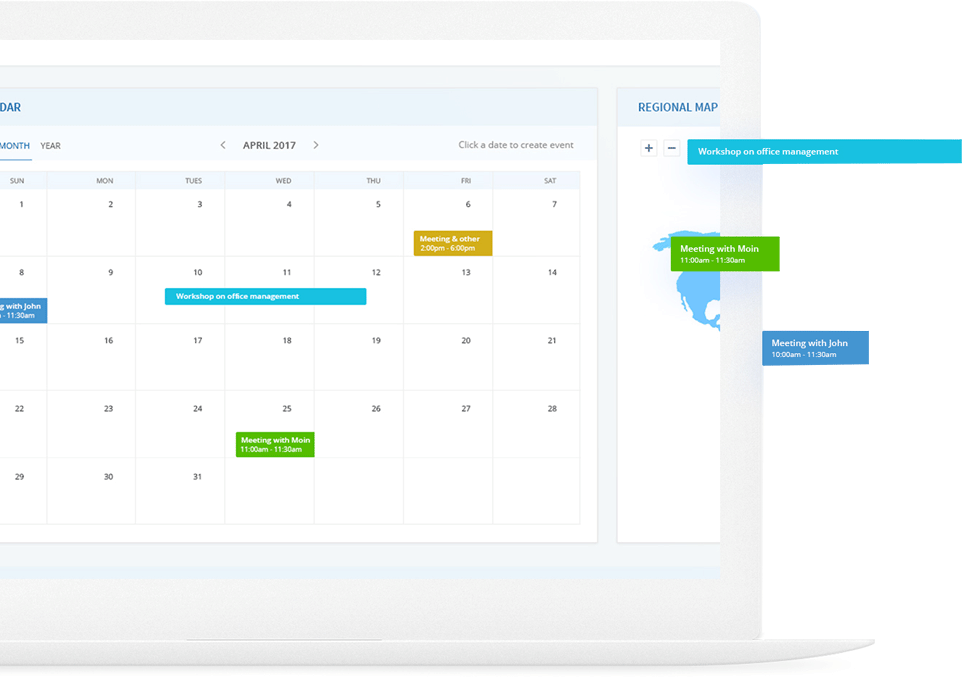 DAR
REGIONAL MAP
MONTH YEAR
< APRIL 2017 >
Click a date to create event
+ −
Workshop on office management
SUN MON TUES WED THU FRI SAT
1 2 3 4 5 6 7
Meeting & other
2:00pm - 6:00pm
Meeting with Moin
11:00am - 11:30am
8 9 10 11 12 13 14
Workshop on office management
g with John
- 11:30am
Meeting with John
10:00am - 11:30am
15 16 17 18 19 20 21
22 23 24 25 26 27 28
Meeting with Moin
11:00am - 11:30am
29 30 31